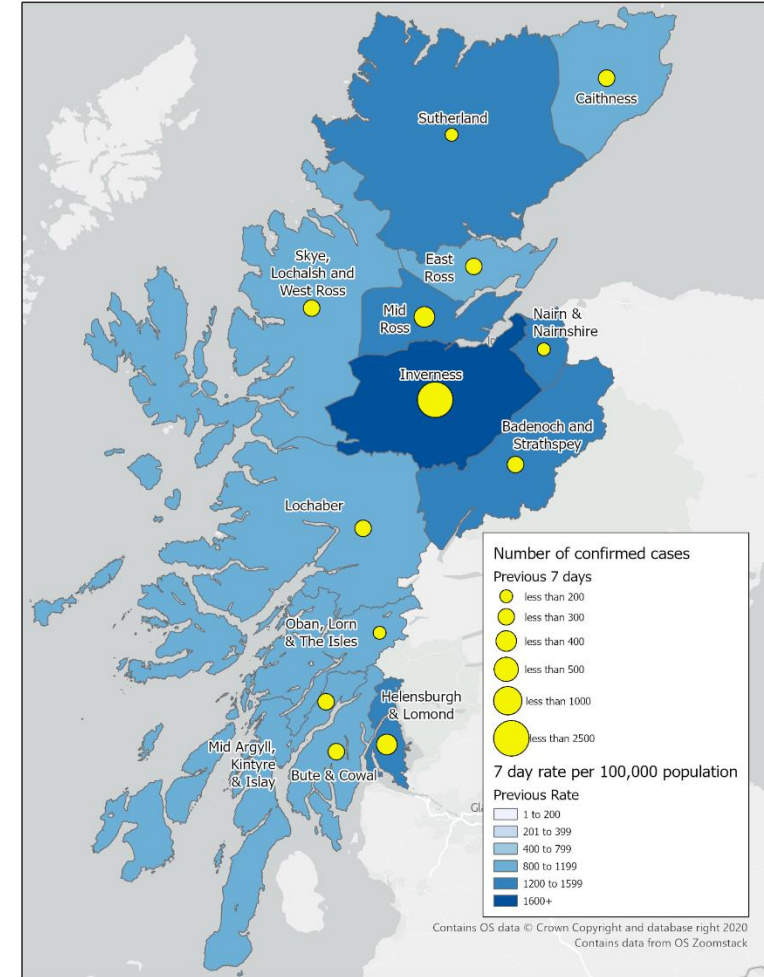 Caithness
Sutherland
Skye,
Lochalsh and
West Ross
East
Ross
Mid
Ross
Nairn &
Nairnshire
Inverness
Badenoch and
Strathspey
Lochaber
Oban, Lorn
& The Isles
Helensburgh
& Lomond
Mid Argyll,
Kintyre
& Islay
Bute & Cowal
Number of confirmed cases
Previous 7 days
less than 200
less than 300
less than 400
less than 500
less than 1000
less than 2500
7 day rate per 100,000 population
Previous Rate
1 to 200
201 to 399
400 to 799
800 to 1199
1200 to 1599
1600+
Contains OS data © Crown Copyright and database right 2020
Contains data from OS Zoomstack